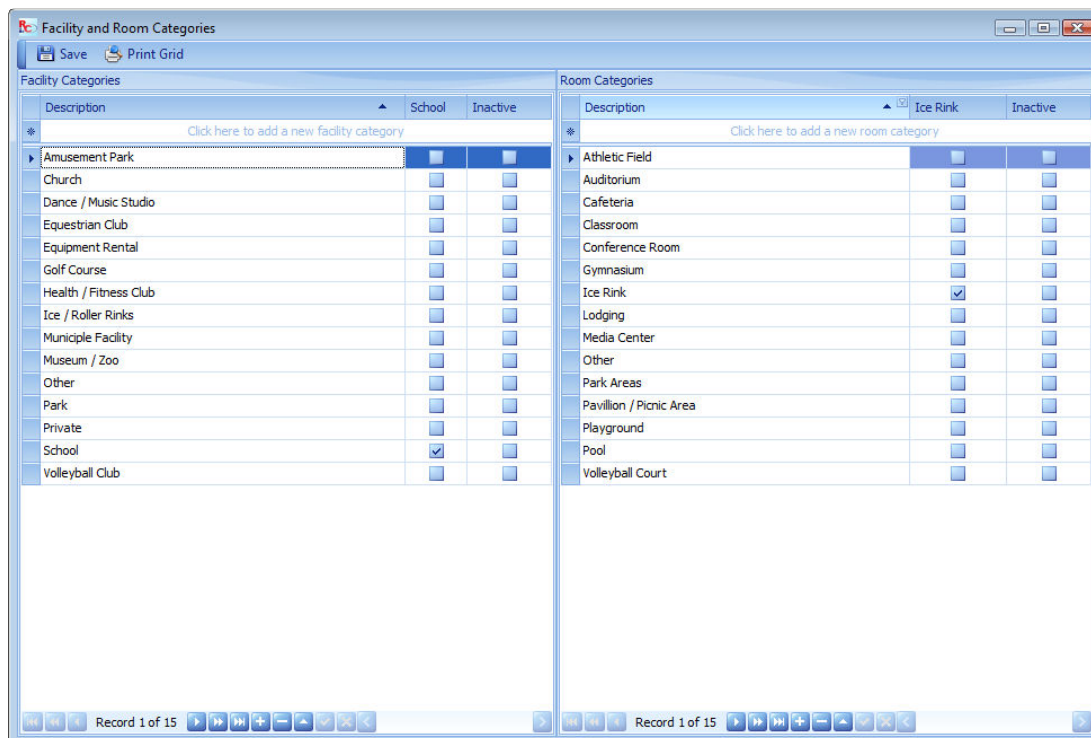 Rc Facility and Room Categories
Save Print Grid
Facility Categories
Description School Inactive
Click here to add a new facility category
Amusement Park
Church
Dance / Music Studio
Equestrian Club
Equipment Rental
Golf Course
Health / Fitness Club
Ice / Roller Rinks
Municiple Facility
Museum / Zoo
Other
Park
Private
School
Volleyball Club
Record 1 of 15
Room Categories
Description Ice Rink Inactive
Click here to add a new room category
Athletic Field
Auditorium
Cafeteria
Classroom
Conference Room
Gymnasium
Ice Rink
Lodging
Media Center
Other
Park Areas
Pavillion / Picnic Area
Playground
Pool
Volleyball Court
Record 1 of 15